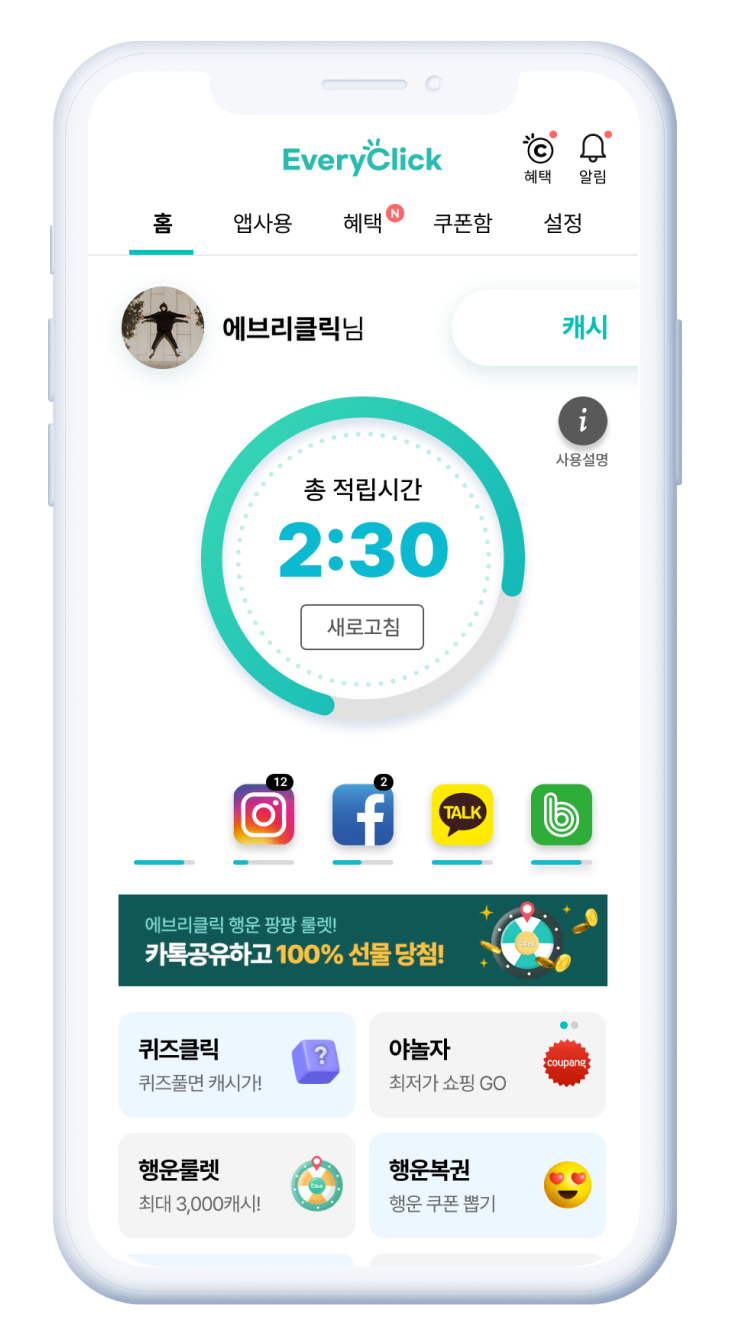 EveryClick
혜택
알림
홈
앱사용
혜택 N
쿠폰함
설정
에브리클릭님
캐시
i
사용설명
총 적립시간
2:30
새로고침
12
2
TALK
b
에브리클릭 행운 팡팡 룰렛!
카톡공유하고 100% 선물 당첨!
Click
퀴즈클릭
퀴즈풀면 캐시가!
?
야놀자
최저가 쇼핑 GO
coupang
행운룰렛
최대 3,000캐시!
Click
행운복권
행운 쿠폰 뽑기